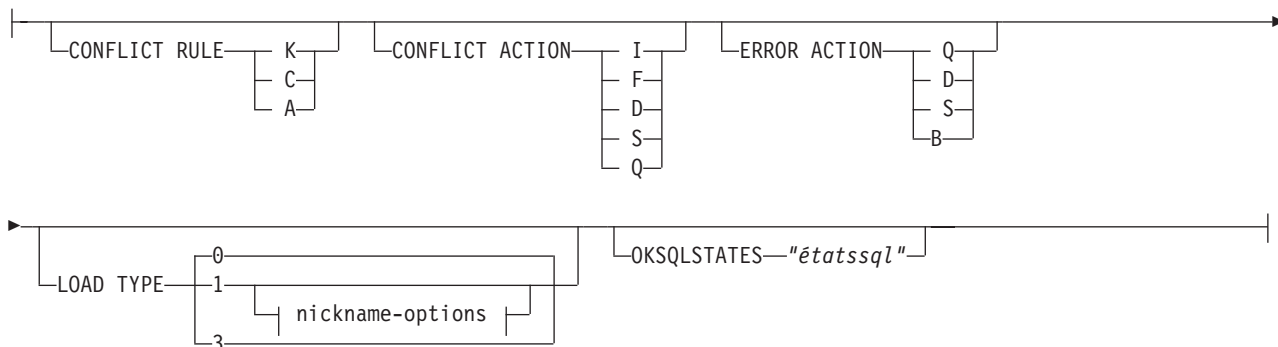 CONFLICT RULE K
C
A
CONFLICT ACTION I
F
D
S
Q
ERROR ACTION Q
D
S
B
LOAD TYPE 0
1
nickname-options
3
OKSQLSTATES "étatssql"